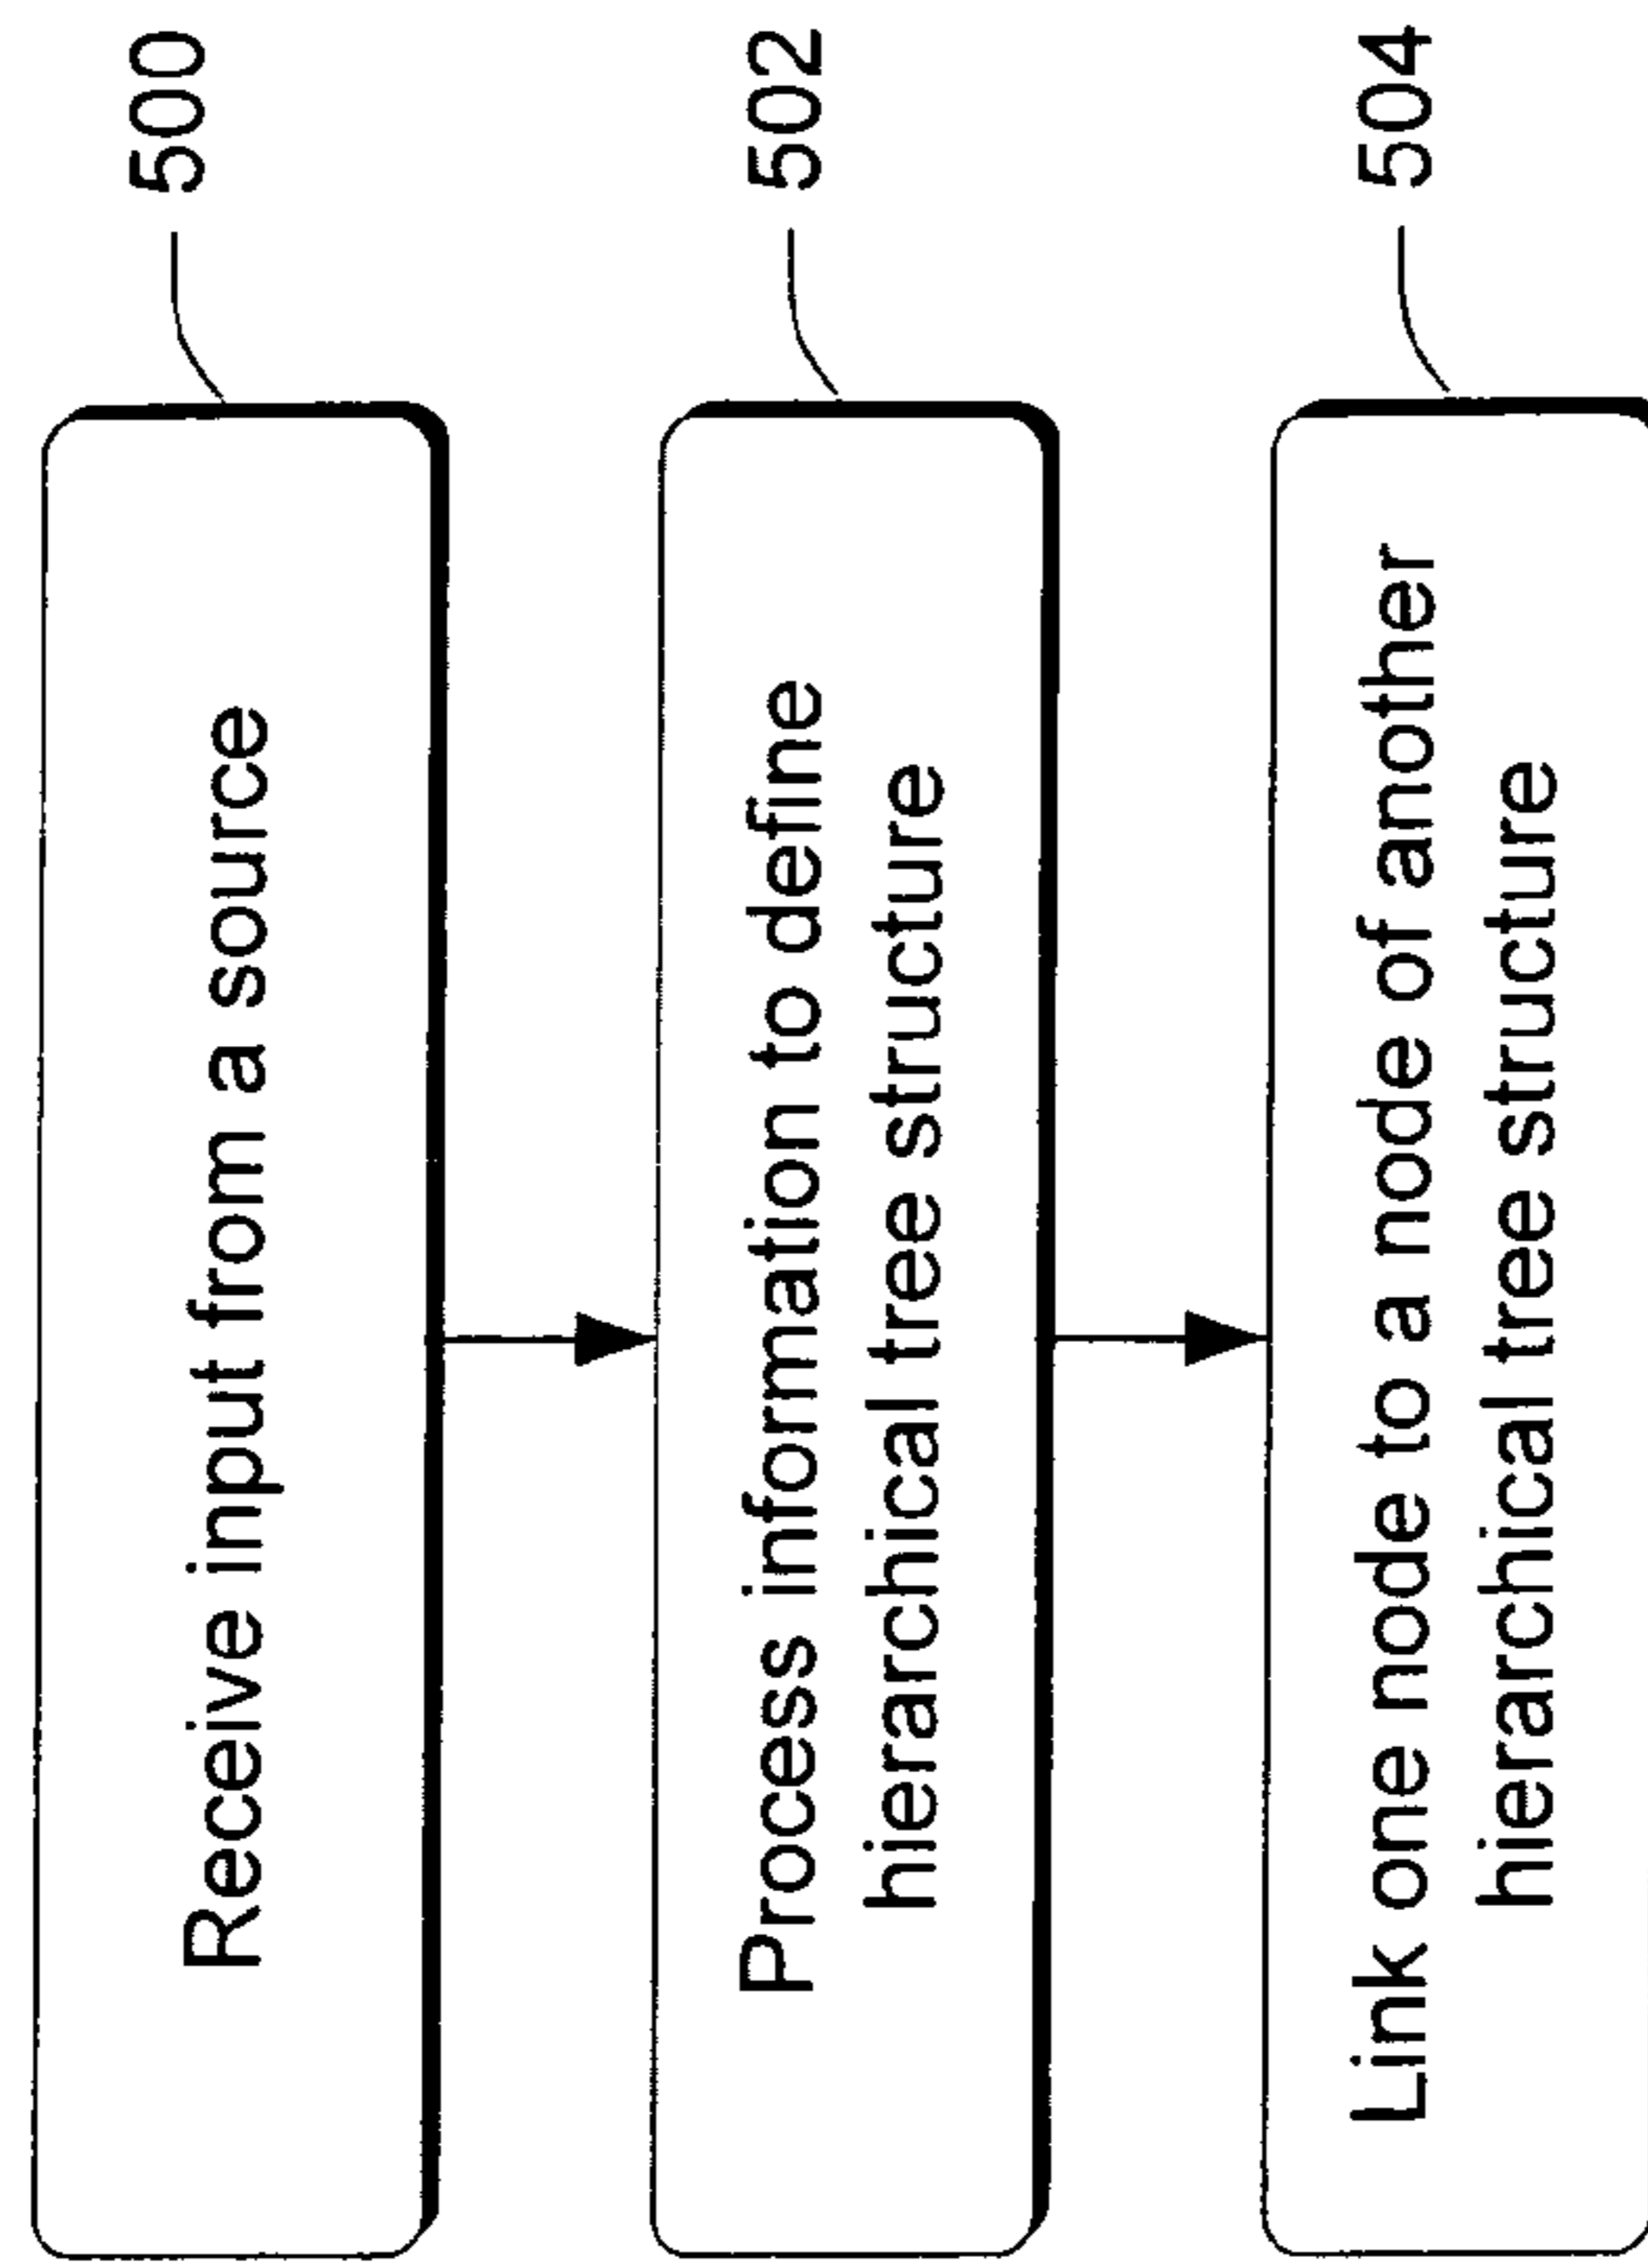 500
Receive input from a source
502
Process information to define
hierarchical tree structure
504
Link one node to a node of another
hierarchical tree structure